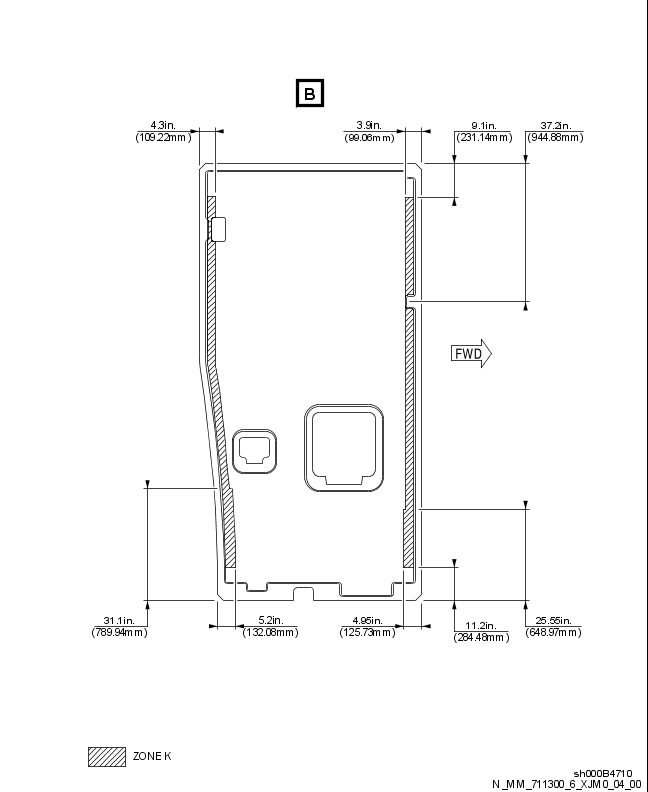 B
4.3in.
(109.22mm)
3.9in.
(99.06mm)
9.1in.
(231.14mm)
37.2in.
(944.88mm)
FWD
31.1in.
(789.94mm)
5.2in.
(132.08mm)
4.95in.
(125.73mm)
11.2in.
(284.48mm)
25.55in.
(648.97mm)
ZONE K
sh000B4710
N_MM_711300_6_XJM0_04_00